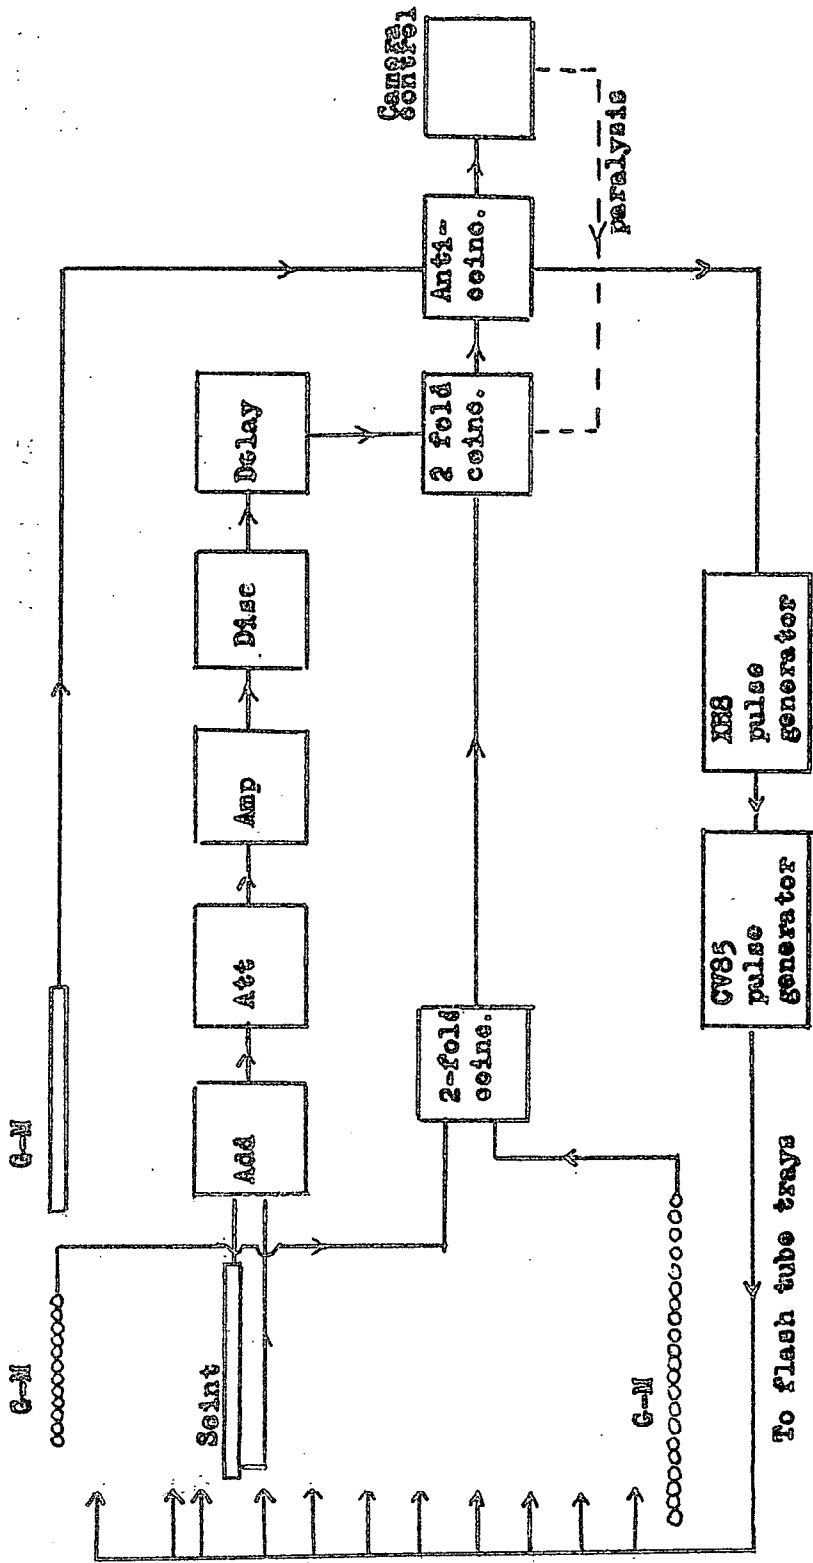 G-M
G-M
Scint
Add
Att
Amp
Disc
Delay
2-fold
coinc.
2 fold
coinc.
Anti-
coinc.
Camera
control
paralysis
G-M
XH8
pulse
generator
CV85
pulse
generator
To flash tube trays